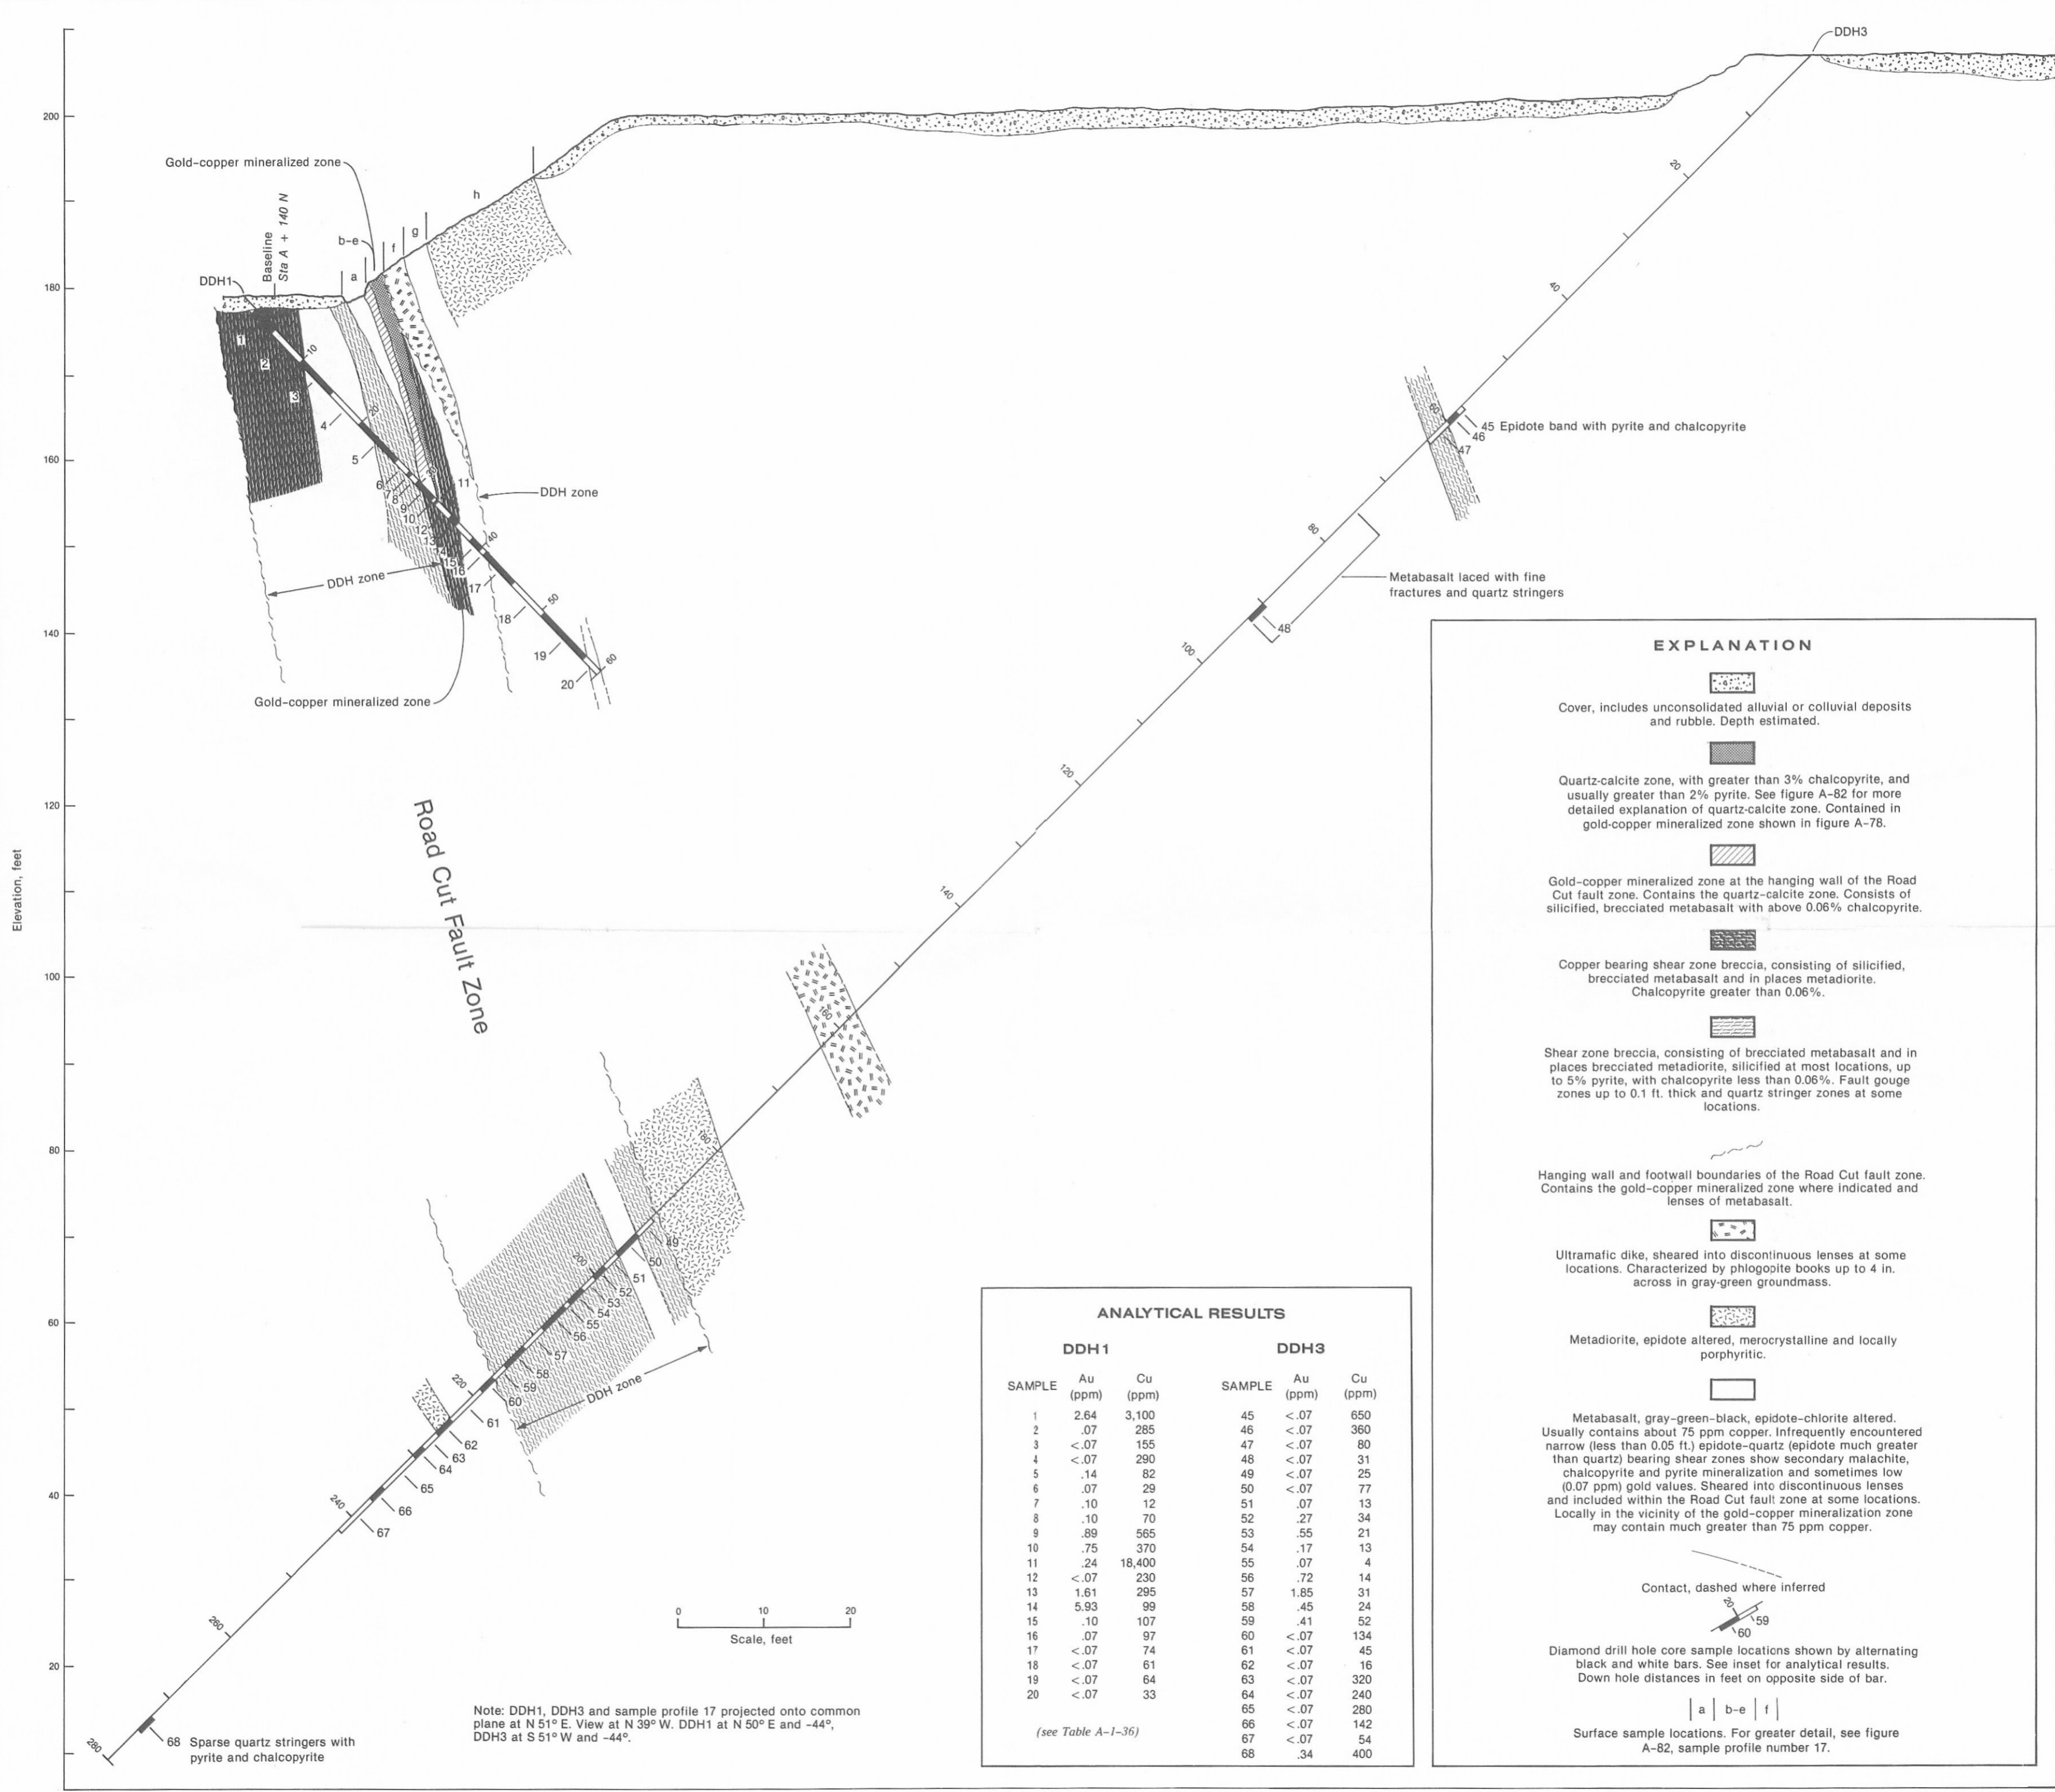 DDH3
200
Gold-copper mineralized zone
20
Baseline
Sta A + 140 N
h
g
f
b-e
a
180
DDH1
40
1
2
3
10
4
20
5
160
60
45 Epidote band with pyrite and chalcopyrite
46
47
6
7
8
9
10
11
12
13
14
15
16
17
18
19
20
DDH zone
DDH zone
40
50
60
80
Metabasalt laced with fine
fractures and quartz stringers
48
140
100
Gold-copper mineralized zone
120
120
Elevation, feet
Road Cut Fault Zone
140
100
160
80
180
49
50
51
52
53
54
55
56
57
58
59
60
61
62
63
64
65
66
67
200
60
220
DDH zone
40
240
260
20
280
68 Sparse quartz stringers with
pyrite and chalcopyrite
0 10 20
Scale, feet
Note: DDH1, DDH3 and sample profile 17 projected onto common
plane at N 51° E. View at N 39° W. DDH1 at N 50° E and -44°,
DDH3 at S 51° W and -44°.
ANALYTICAL RESULTS
DDH1 DDH3
SAMPLE Au (ppm) Cu (ppm) SAMPLE Au (ppm) Cu (ppm)
1 2.64 3,100 45 <.07 650
2 .07 285 46 <.07 360
3 <.07 155 47 <.07 80
4 <.07 290 48 <.07 31
5 .14 82 49 <.07 25
6 .07 29 50 <.07 77
7 .10 12 51 .07 13
8 .10 70 52 .27 34
9 .89 565 53 .55 21
10 .75 370 54 .17 13
11 .24 18,400 55 .07 4
12 <.07 230 56 .72 14
13 1.61 295 57 1.85 31
14 5.93 99 58 .45 24
15 .10 107 59 .41 52
16 .07 97 60 <.07 134
17 <.07 74 61 <.07 45
18 <.07 61 62 <.07 16
19 <.07 64 63 <.07 320
20 <.07 33 64 <.07 240
65 <.07 280
66 <.07 142
67 <.07 54
68 .34 400
(see Table A-1-36)
EXPLANATION
Cover, includes unconsolidated alluvial or colluvial deposits
and rubble. Depth estimated.
Quartz-calcite zone, with greater than 3% chalcopyrite, and
usually greater than 2% pyrite. See figure A-82 for more
detailed explanation of quartz-calcite zone. Contained in
gold-copper mineralized zone shown in figure A-78.
Gold-copper mineralized zone at the hanging wall of the Road
Cut fault zone. Contains the quartz-calcite zone. Consists of
silicified, brecciated metabasalt with above 0.06% chalcopyrite.
Copper bearing shear zone breccia, consisting of silicified,
brecciated metabasalt and in places metadiorite.
Chalcopyrite greater than 0.06%.
Shear zone breccia, consisting of brecciated metabasalt and in
places brecciated metadiorite, silicified at most locations, up
to 5% pyrite, with chalcopyrite less than 0.06%. Fault gouge
zones up to 0.1 ft. thick and quartz stringer zones at some
locations.
Hanging wall and footwall boundaries of the Road Cut fault zone.
Contains the gold-copper mineralized zone where indicated and
lenses of metabasalt.
Ultramafic dike, sheared into discontinuous lenses at some
locations. Characterized by phlogopite books up to 4 in.
across in gray-green groundmass.
Metadiorite, epidote altered, merocrystalline and locally
porphyritic.
Metabasalt, gray-green-black, epidote-chlorite altered.
Usually contains about 75 ppm copper. Infrequently encountered
narrow (less than 0.05 ft.) epidote-quartz (epidote much greater
than quartz) bearing shear zones show secondary malachite,
chalcopyrite and pyrite mineralization and sometimes low
(0.07 ppm) gold values. Sheared into discontinuous lenses
and included within the Road Cut fault zone at some locations.
Locally in the vicinity of the gold-copper mineralization zone
may contain much greater than 75 ppm copper.
Contact, dashed where inferred
20
59
60
Diamond drill hole core sample locations shown by alternating
black and white bars. See inset for analytical results.
Down hole distances in feet on opposite side of bar.
a b-e f
Surface sample locations. For greater detail, see figure
A-82, sample profile number 17.